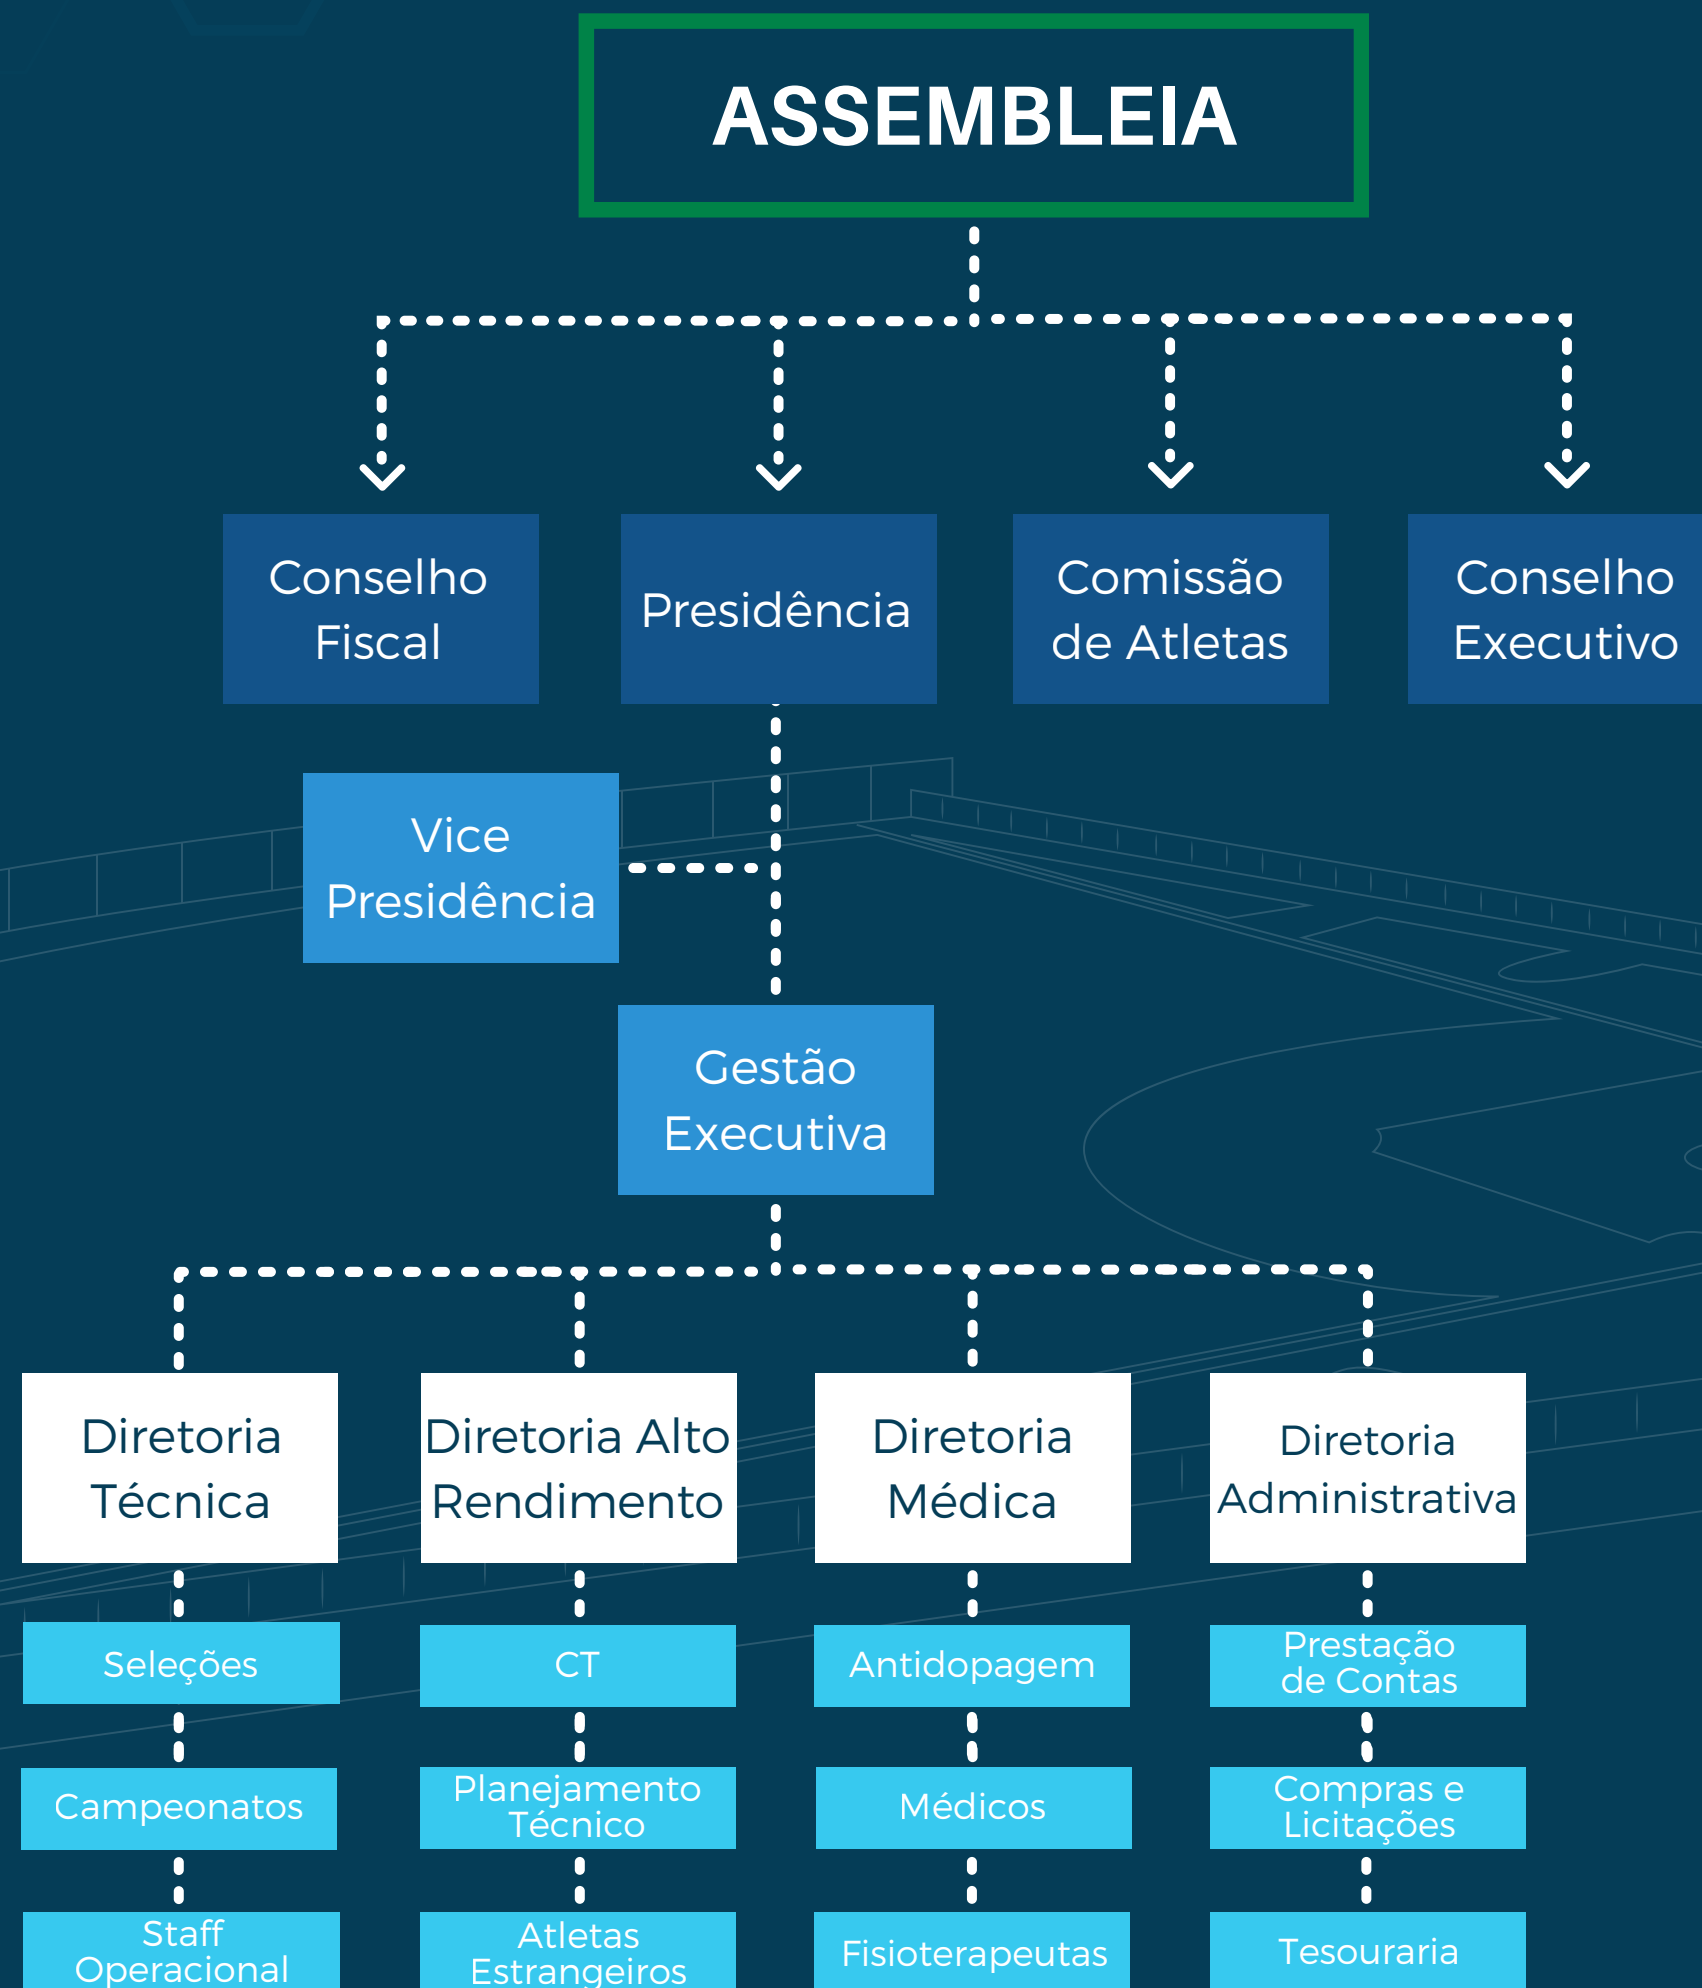 ASSEMBLEIA
Conselho
Fiscal
Presidência
Comissão
de Atletas
Conselho
Executivo
Vice
Presidência
Gestão
Executiva
Diretoria
Técnica
Diretoria Alto
Rendimento
Diretoria
Médica
Diretoria
Administrativa
Seleções
CT
Antidopagem
Prestação
de Contas
Campeonatos
Planejamento
Técnico
Médicos
Compras e
Licitações
Staff
Operacional
Atletas
Estrangeiros
Fisioterapeutas
Tesouraria